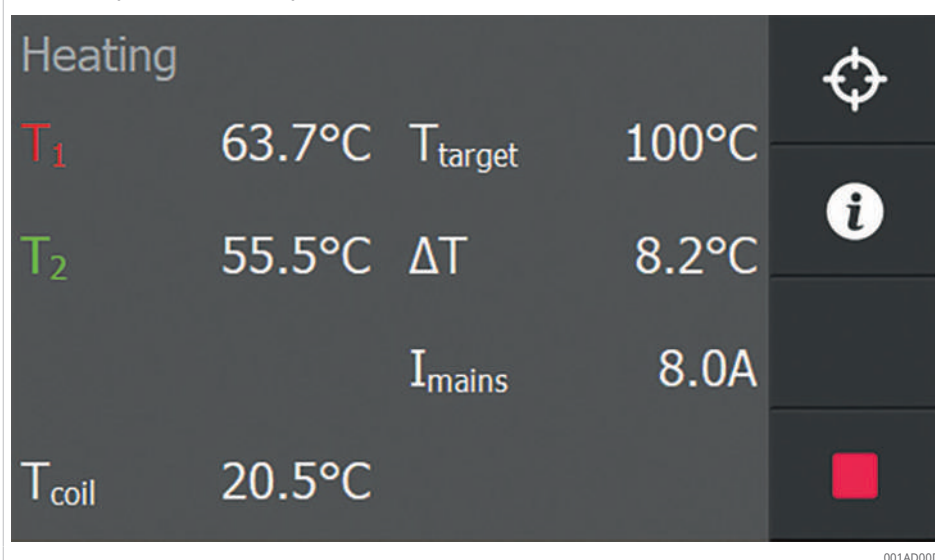 Heating
T1 63.7°C Ttarget 100°C
T2 55.5°C ΔT 8.2°C
Imains 8.0A
Tcoil 20.5°C